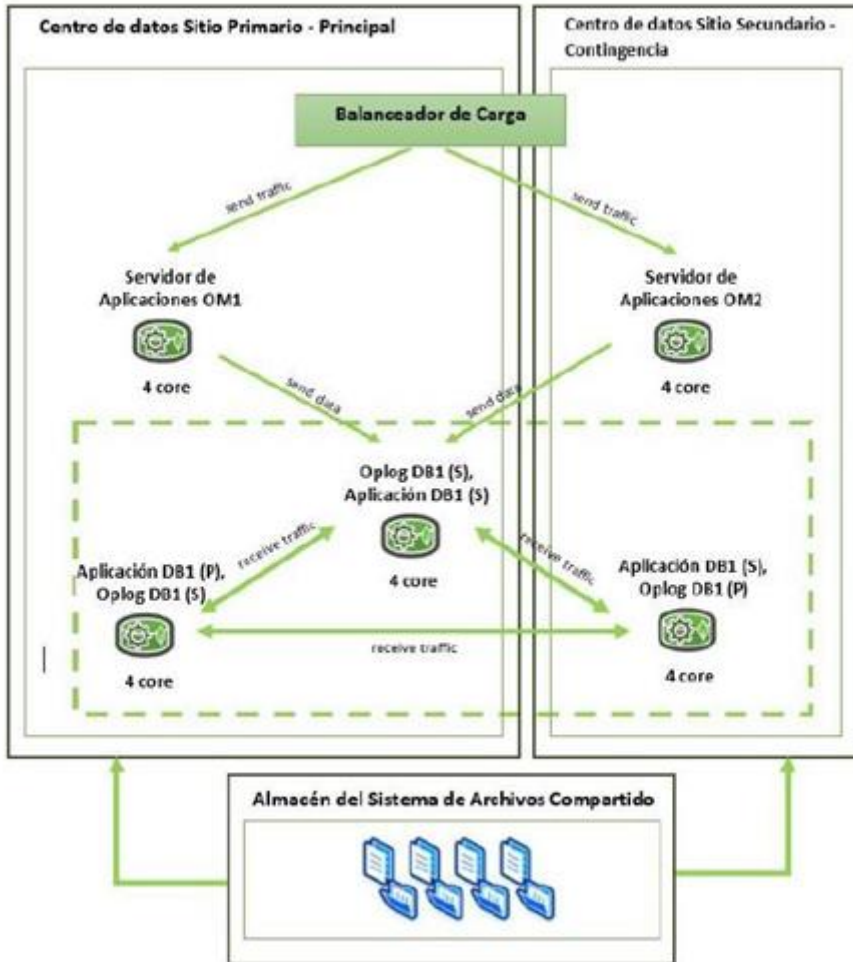 Centro de datos Sitio Primario - Principal
Centro de datos Sitio Secundario -
Contingencia
Balanceador de Carga
send traffic
send traffic
Servidor de
Aplicaciones OM1
4 core
Servidor de
Aplicaciones OM2
4 core
send data
send data
Oplog DB1 (S),
Aplicación DB1 (S)
4 core
receive traffic
receive traffic
Aplicación DB1 (P),
Oplog DB1 (S)
4 core
Aplicación DB1 (S),
Oplog DB1 (P)
4 core
receive traffic
Almacén del Sistema de Archivos Compartido